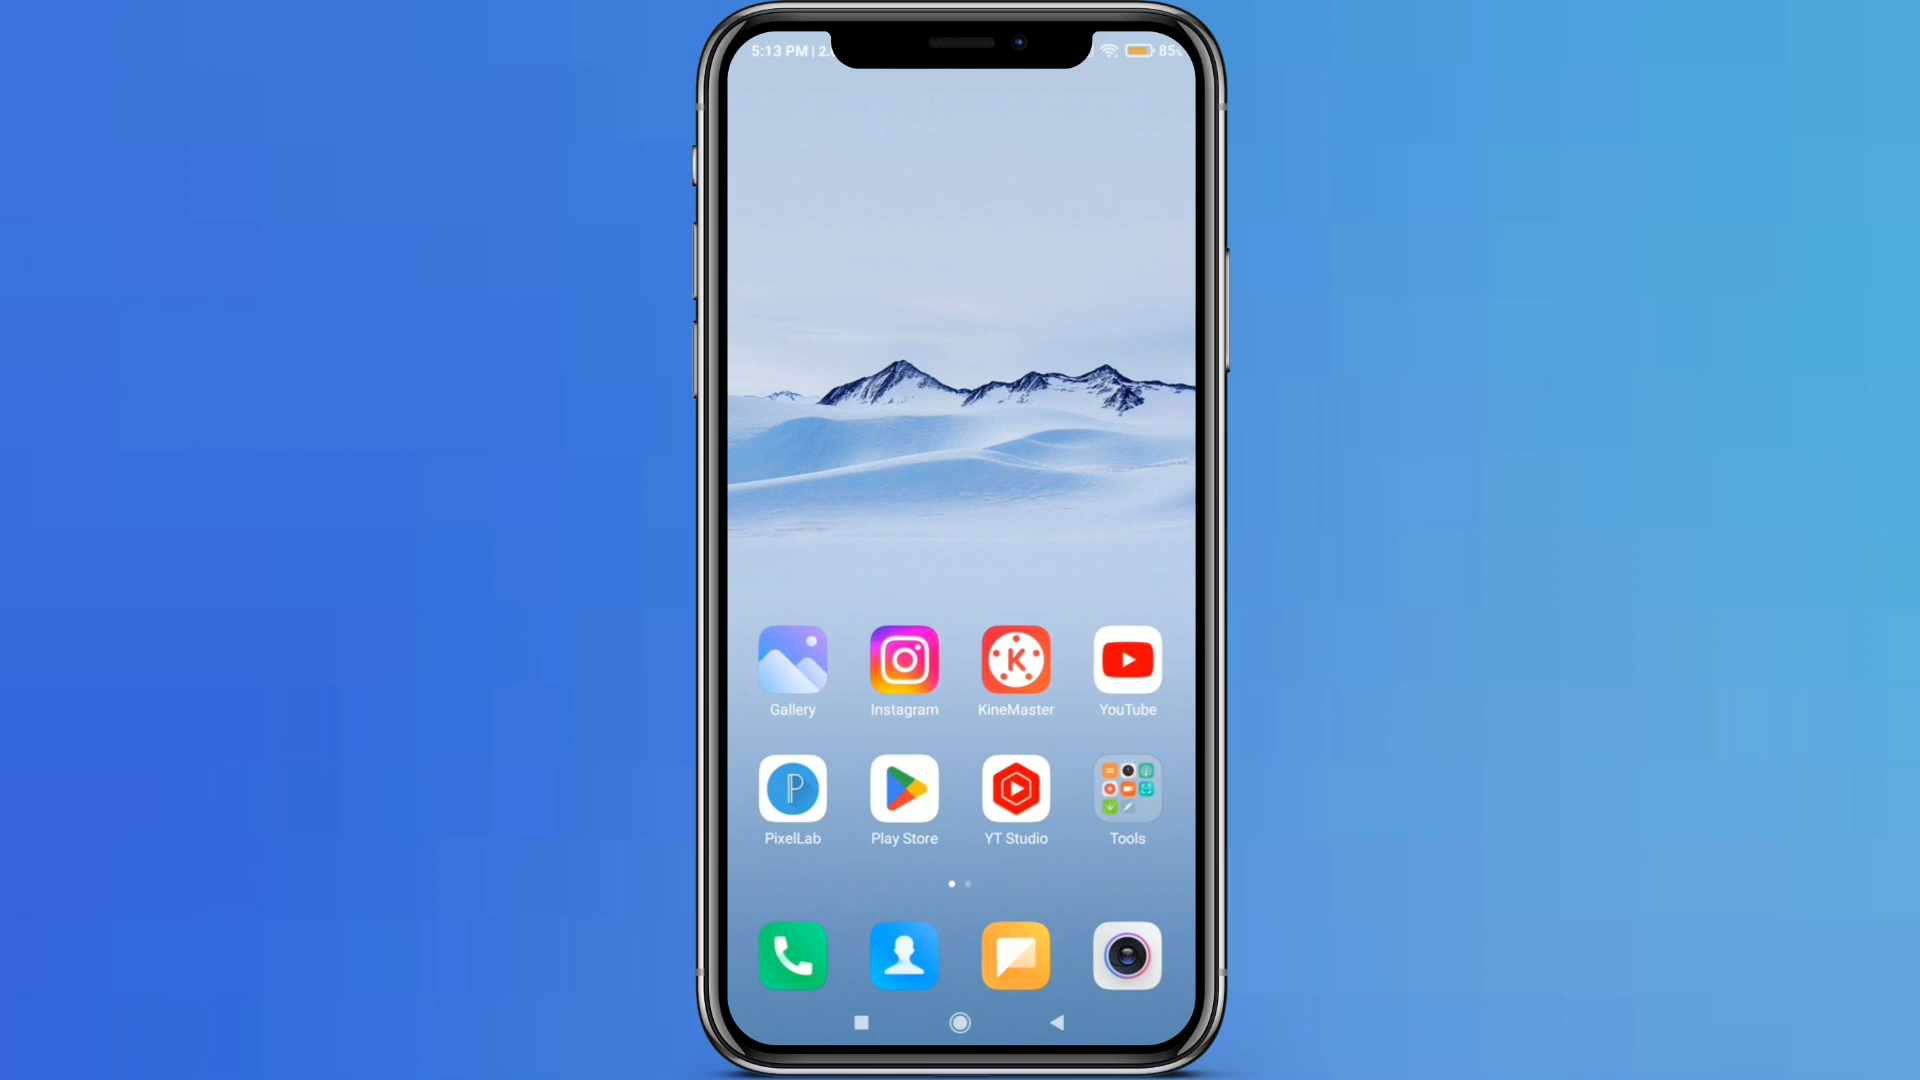 5:13 PM | 2. 85
Gallery Instagram KineMaster YouTube
PixelLab Play Store YT Studio Tools